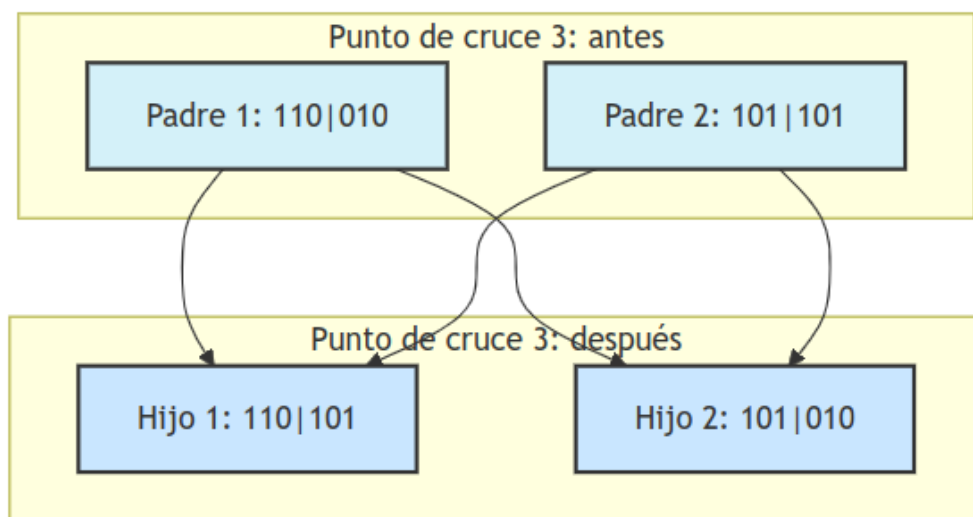 Punto de cruce 3: antes
Padre 1: 110|010
Padre 2: 101|101
Punto de cruce 3: después
Hijo 1: 110|101
Hijo 2: 101|010